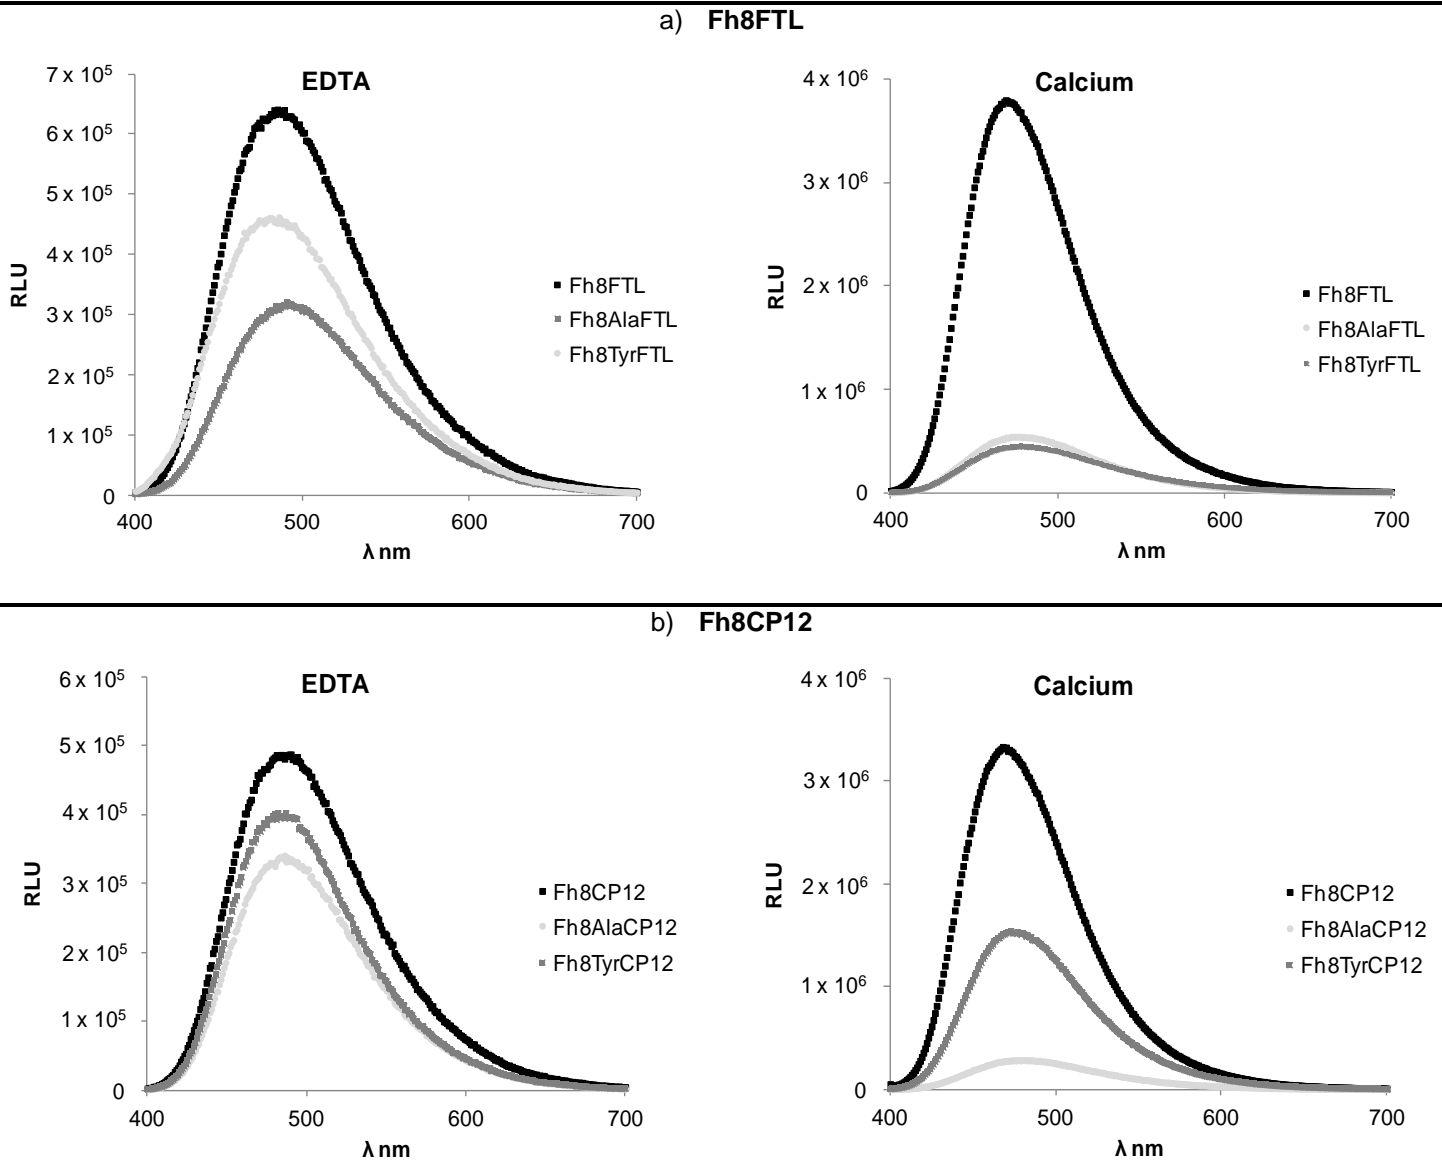 a) Fh8FTL
EDTA
7 x 10⁵
6 x 10⁵
5 x 10⁵
4 x 10⁵
3 x 10⁵
2 x 10⁵
1 x 10⁵
0
RLU
400 500 600 700
λ nm
Fh8FTL
Fh8AlaFTL
Fh8TyrFTL
Calcium
4 x 10⁶
3 x 10⁶
2 x 10⁶
1 x 10⁶
0
RLU
400 500 600 700
λ nm
Fh8FTL
Fh8AlaFTL
Fh8TyrFTL
b) Fh8CP12
EDTA
6 x 10⁵
5 x 10⁵
4 x 10⁵
3 x 10⁵
2 x 10⁵
1 x 10⁵
0
RLU
400 500 600 700
λ nm
Fh8CP12
Fh8AlaCP12
Fh8TyrCP12
Calcium
4 x 10⁶
3 x 10⁶
2 x 10⁶
1 x 10⁶
0
RLU
400 500 600 700
λ nm
Fh8CP12
Fh8AlaCP12
Fh8TyrCP12